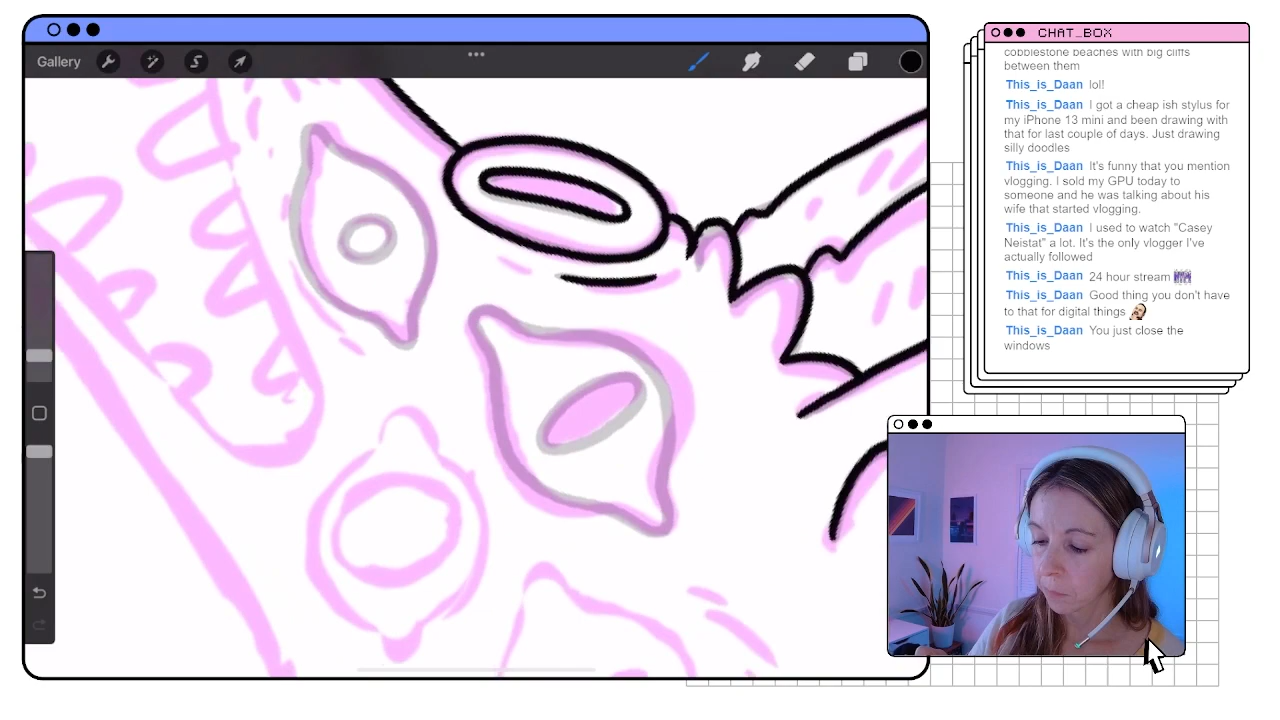 CHAT_BOX
Gallery
cobblestone beaches with big cliffs
between them
This_is_Daan lol!
This_is_Daan I got a cheap ish stylus for
my iPhone 13 mini and been drawing with
that for last couple of days. Just drawing
silly doodles
This_is_Daan It's funny that you mention
vlogging. I sold my GPU today to
someone and he was talking about his
wife that started vlogging.
This_is_Daan I used to watch "Casey
Neistat" a lot. It's the only vlogger I've
actually followed
This_is_Daan 24 hour stream
This_is_Daan Good thing you don't have
to that for digital things
This_is_Daan You just close the
windows